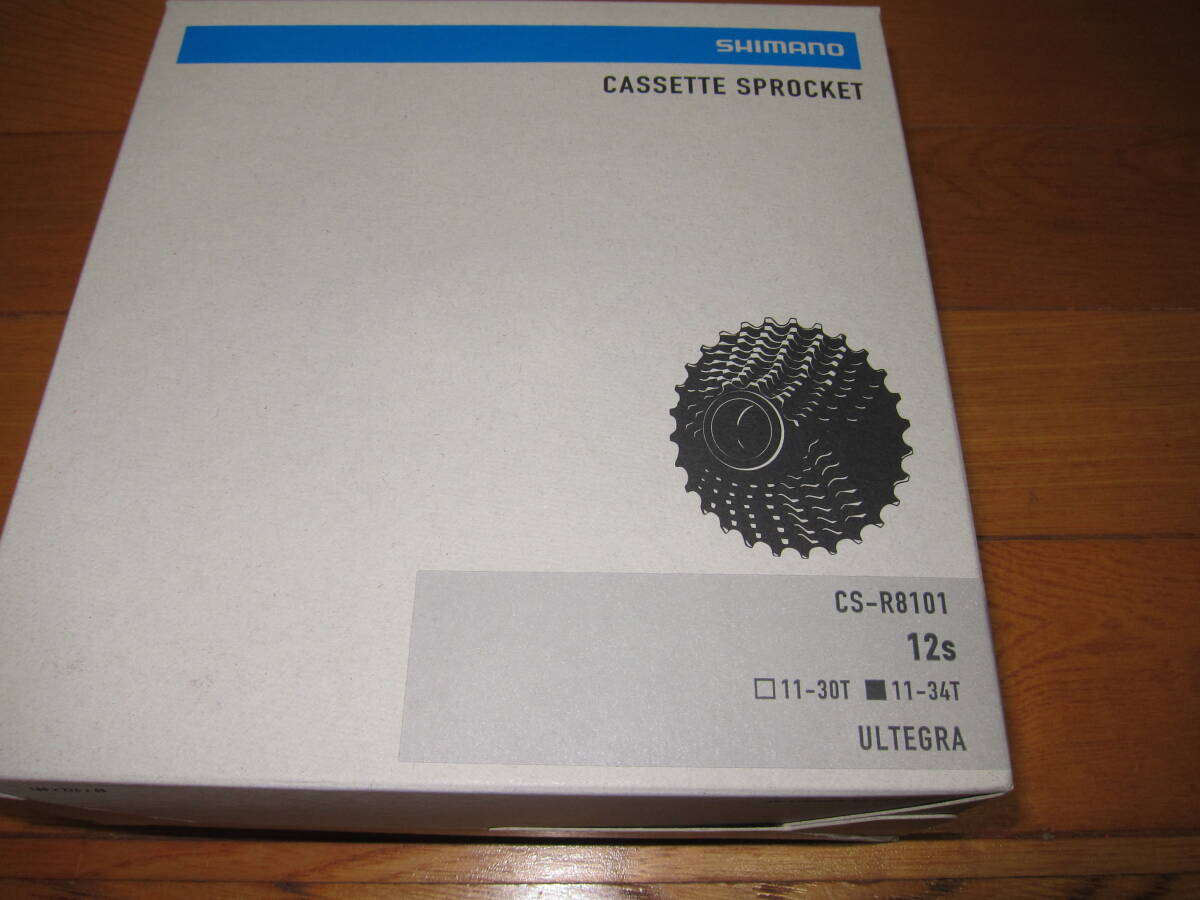 SHIMANO
CASSETTE SPROCKET
CS-R8101
12s
□11-30T ■11-34T
ULTEGRA